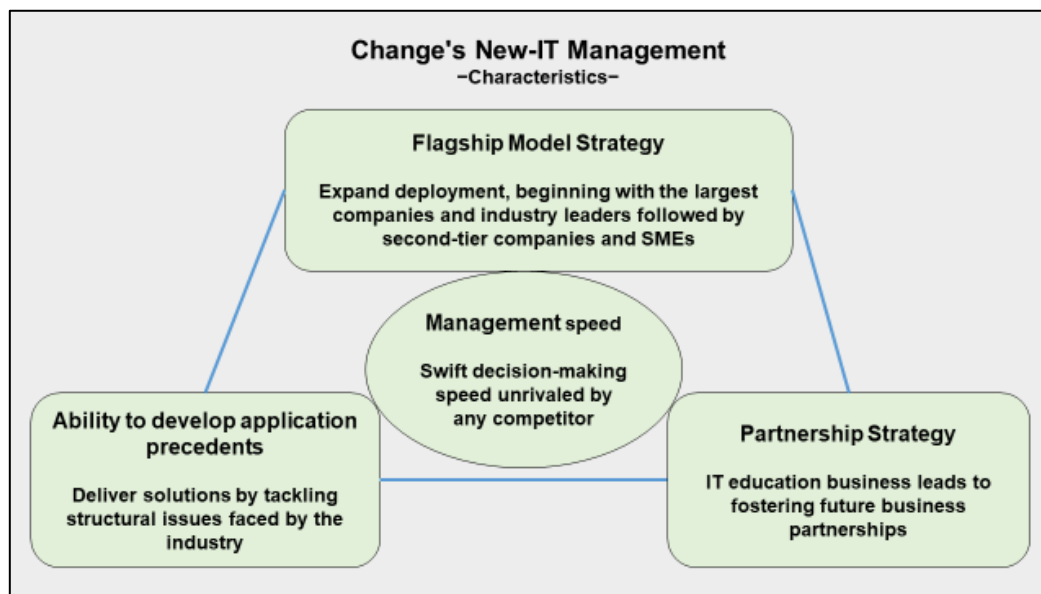 Change's New-IT Management
−Characteristics−
Flagship Model Strategy
Expand deployment, beginning with the largest
companies and industry leaders followed by
second-tier companies and SMEs
Management speed
Swift decision-making
speed unrivaled by
any competitor
Ability to develop application
precedents
Deliver solutions by tackling
structural issues faced by the
industry
Partnership Strategy
IT education business leads to
fostering future business
partnerships